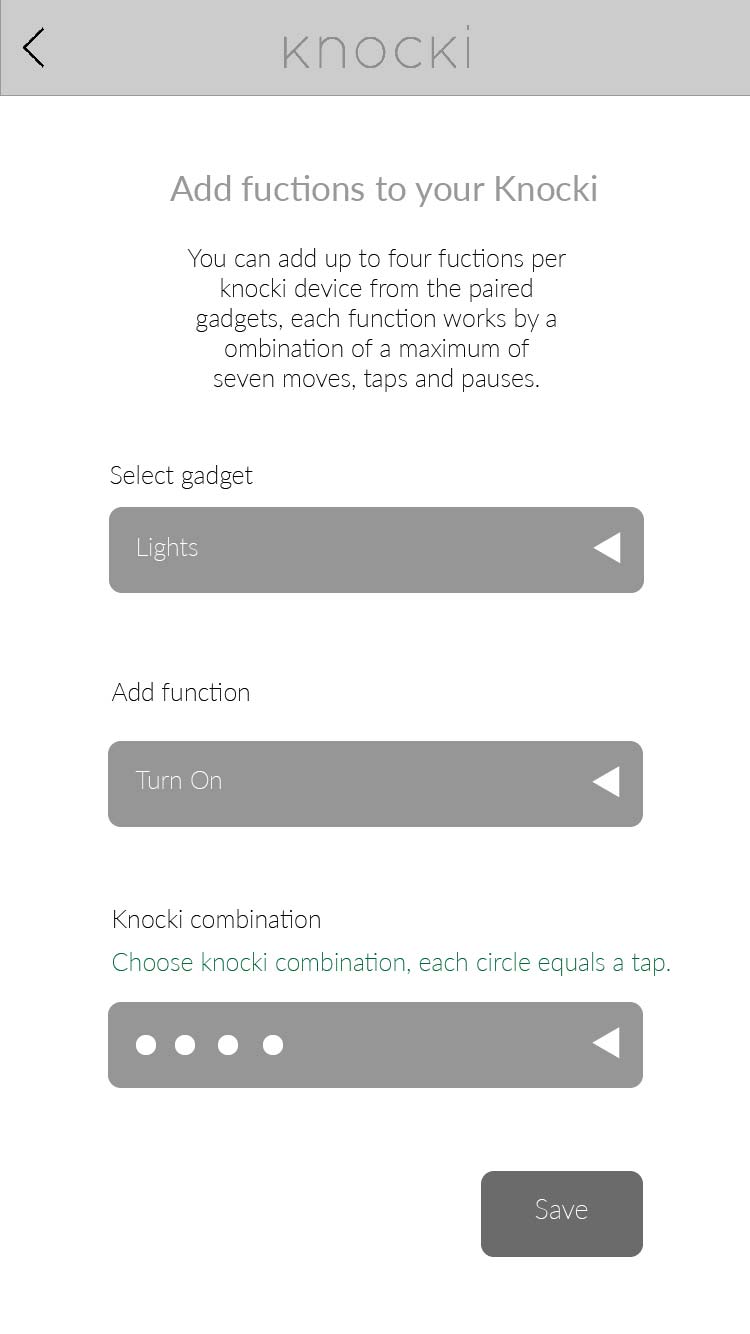 knocki
Add fuctions to your Knocki
You can add up to four fuctions per
knocki device from the paired
gadgets, each function works by a
ombination of a maximum of
seven moves, taps and pauses.
Select gadget
Lights
Add function
Turn On
Knocki combination
Choose knocki combination, each circle equals a tap.
Save